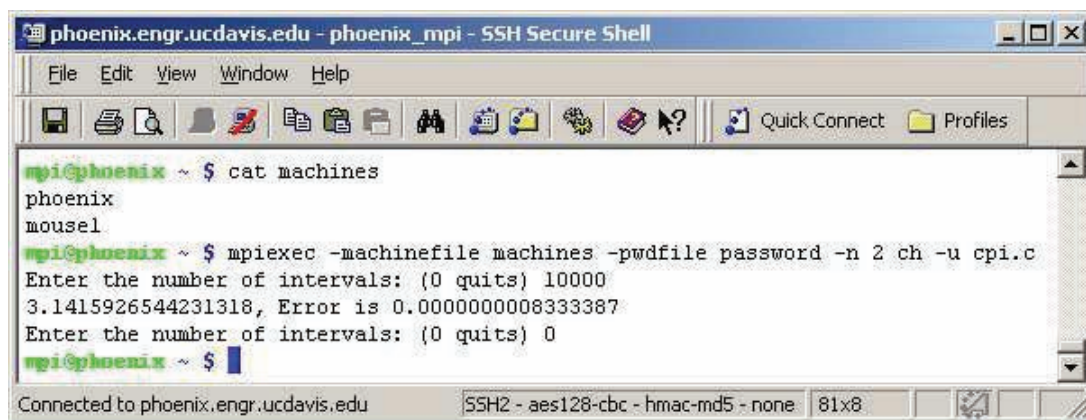 phoenix.engr.ucdavis.edu - phoenix_mpi - SSH Secure Shell
File Edit View Window Help
Quick Connect Profiles
mpi@phoenix ~ $ cat machines
phoenix
mouse1
mpi@phoenix ~ $ mpiexec -machinefile machines -pwdfile password -n 2 ch -u cpi.c
Enter the number of intervals: (0 quits) 10000
3.1415926544231318, Error is 0.0000000008333387
Enter the number of intervals: (0 quits) 0
mpi@phoenix ~ $
Connected to phoenix.engr.ucdavis.edu SSH2 - aes128-cbc - hmac-md5 - none 81x8